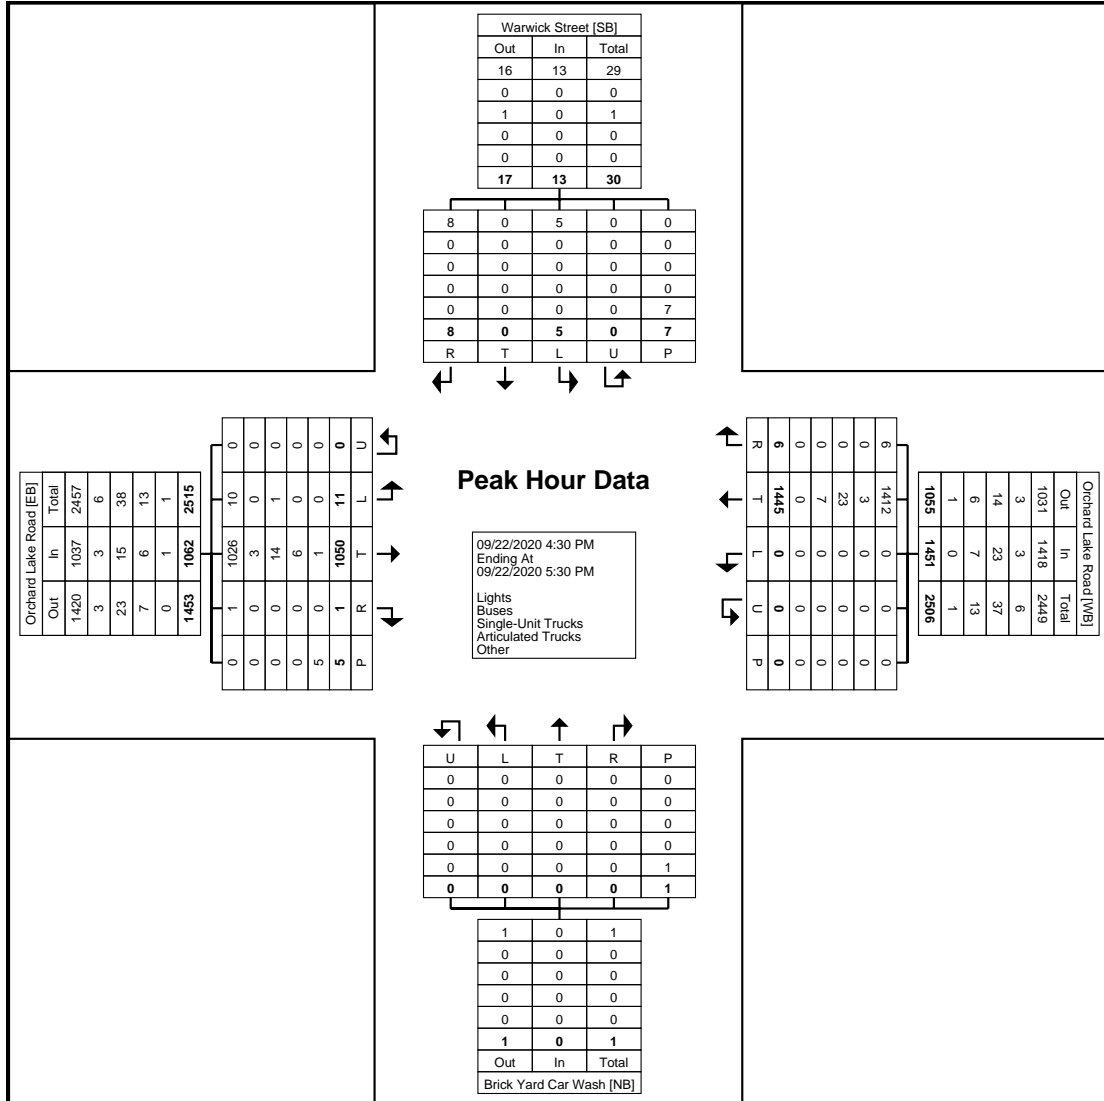 Warwick Street [SB]
Out In Total
16 13 29
0 0 0
1 0 1
0 0 0
0 0 0
17 13 30
8 0 5 0 0
0 0 0 0 0
0 0 0 0 0
0 0 0 0 0
0 0 0 0 7
8 0 5 0 7
R T L U P
Orchard Lake Road [EB]
Total 2457 6 38 13 1 2515
In 1037 3 15 6 1 1062
Out 1420 3 23 7 0 1453
0 0 0 0 0 0 U
10 0 1 0 0 11 L
1026 3 14 6 1 1050 T
1 0 0 0 0 1 R
0 0 0 0 5 5 P
Peak Hour Data
09/22/2020 4:30 PM
Ending At
09/22/2020 5:30 PM
Lights
Buses
Single-Unit Trucks
Articulated Trucks
Other
R 6 0 0 0 0 6
T 1445 0 7 23 3 1412
L 0 0 0 0 0 0
U 0 0 0 0 0 0
P 0 0 0 0 0 0
Orchard Lake Road [WB]
1055 1 6 14 3 1031 Out
1451 0 7 23 3 1418 In
2506 1 13 37 6 2449 Total
U L T R P
0 0 0 0 0
0 0 0 0 0
0 0 0 0 0
0 0 0 0 0
0 0 0 0 1
0 0 0 0 1
1 0 1
0 0 0
0 0 0
0 0 0
0 0 0
1 0 1
Out In Total
Brick Yard Car Wash [NB]